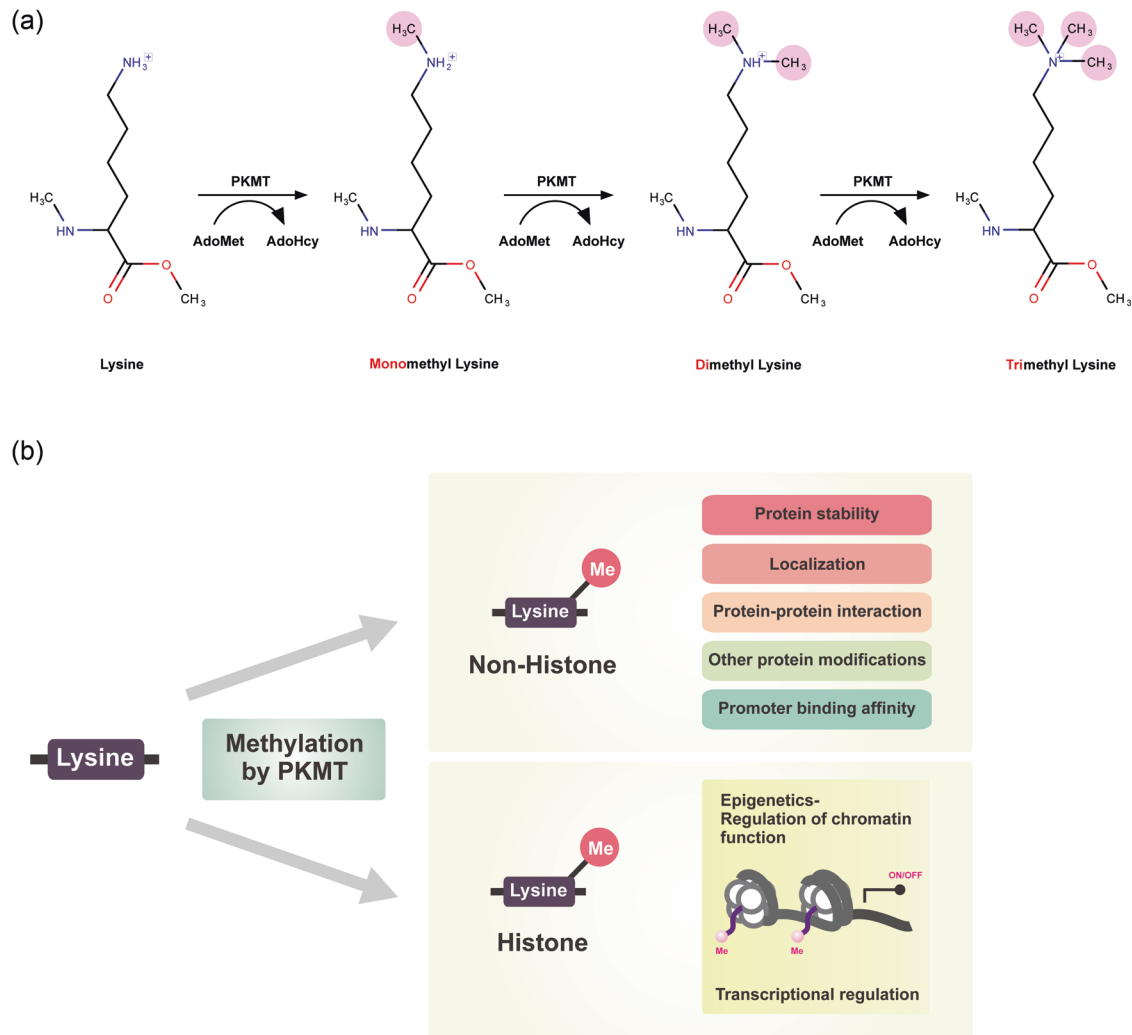 (a)
NH3+
H3C
HN
O
O
CH3
PKMT
AdoMet AdoHcy
Lysine
H3C
NH2+
H3C
HN
O
O
CH3
PKMT
AdoMet AdoHcy
Monomethyl Lysine
H3C
NH+
CH3
H3C
HN
O
O
CH3
PKMT
AdoMet AdoHcy
Dimethyl Lysine
H3C
CH3
N+
CH3
H3C
HN
O
O
CH3
Trimethyl Lysine
(b)
Lysine
Methylation
by PKMT
Me
Lysine
Non-Histone
Protein stability
Localization
Protein-protein interaction
Other protein modifications
Promoter binding affinity
Me
Lysine
Histone
Epigenetics-
Regulation of chromatin
function
ON/OFF
Me
Me
Transcriptional regulation